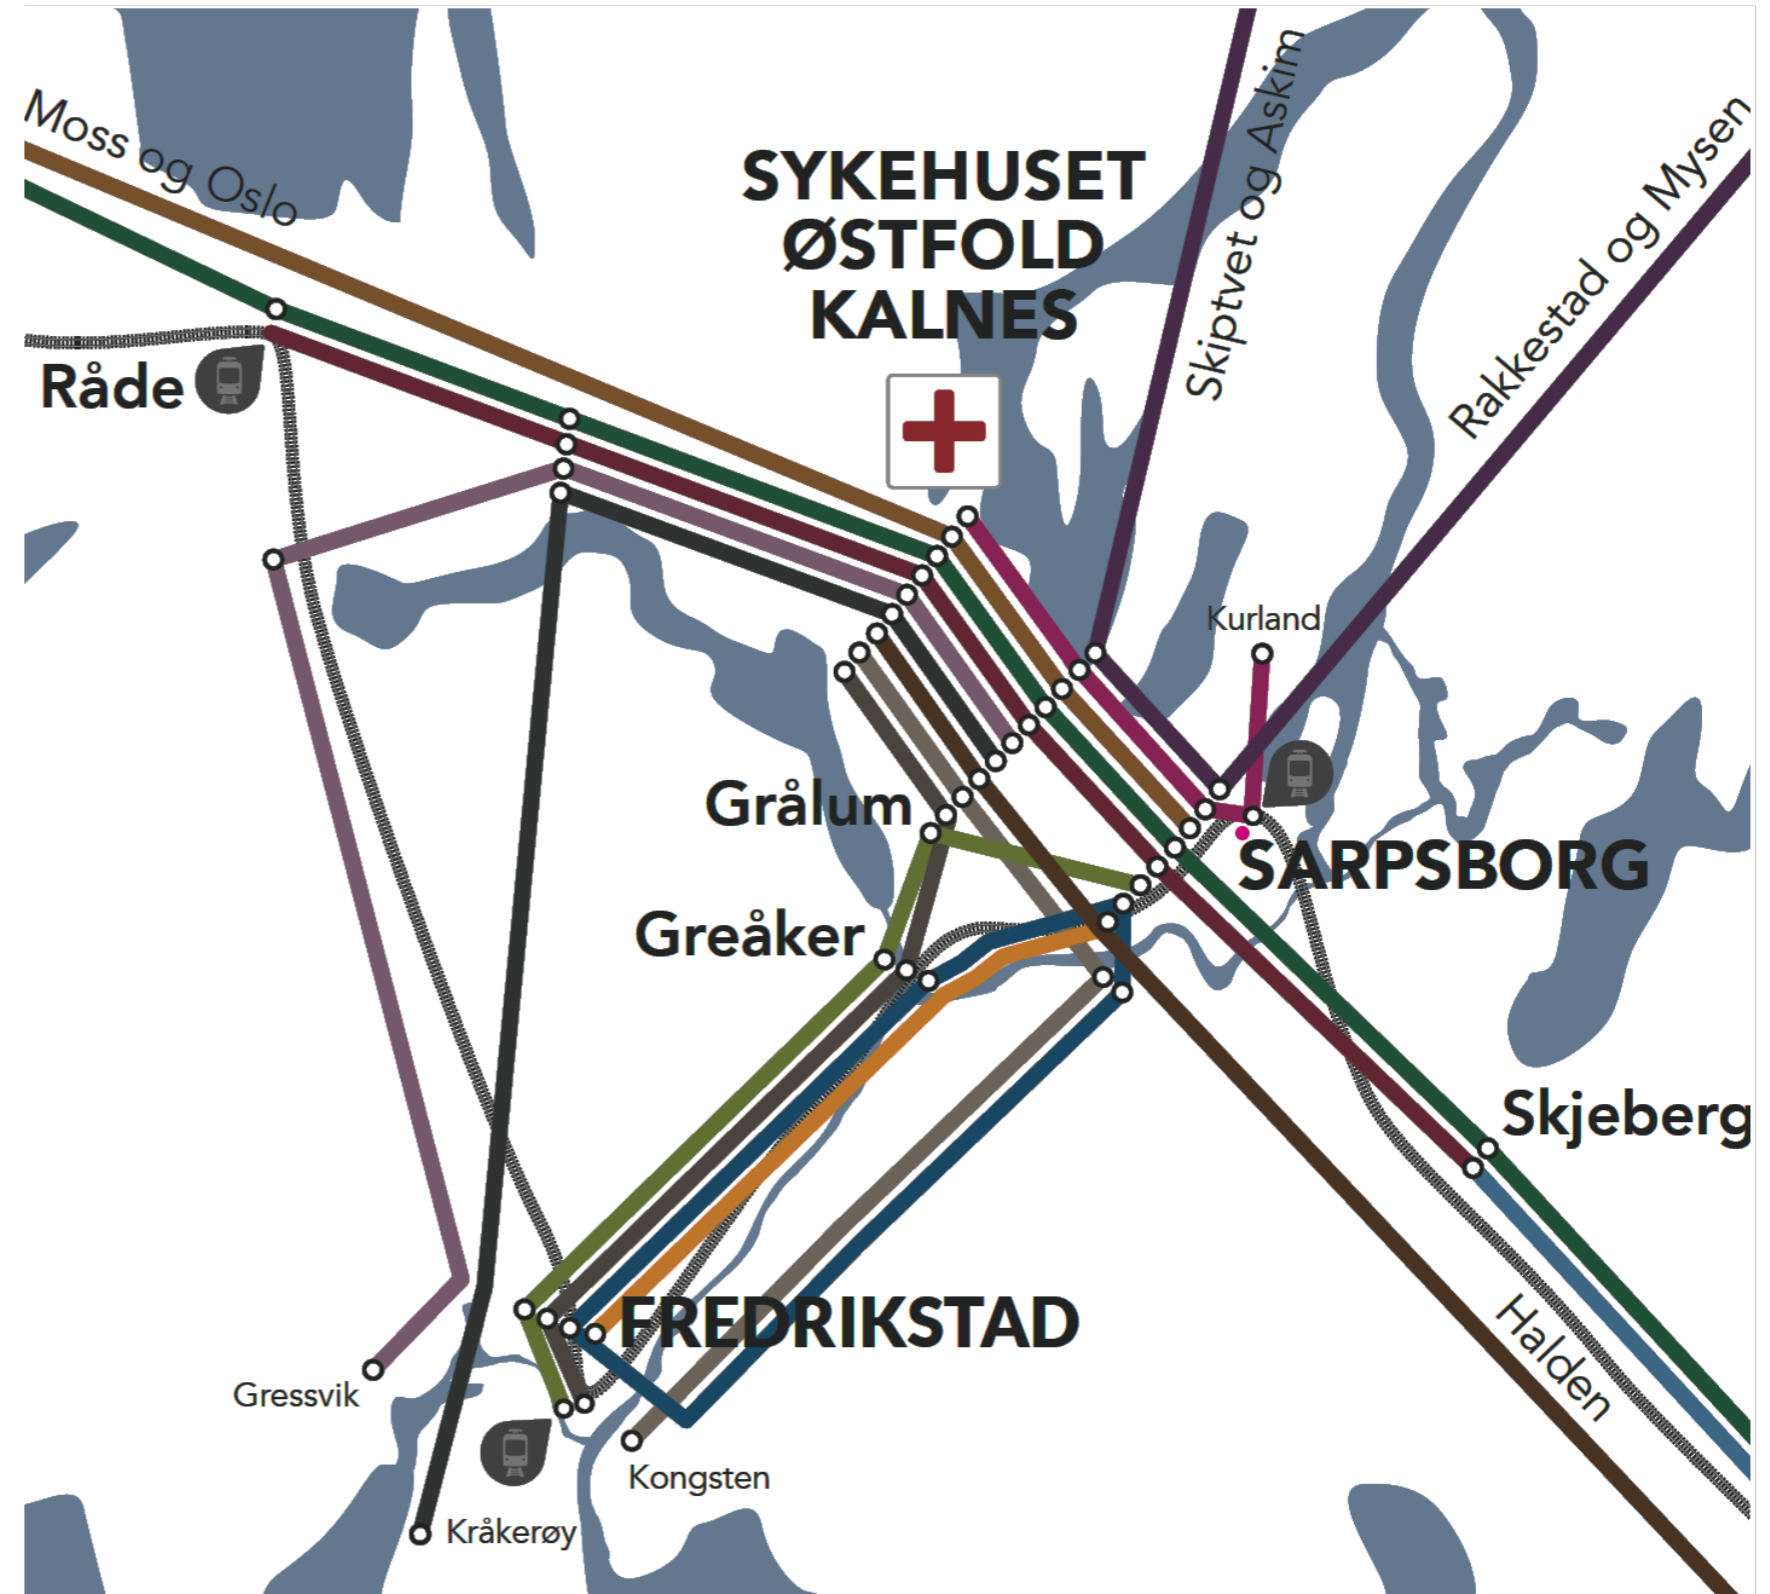 Moss og Oslo
Skiptvet og Askim
Rakkestad og Mysen
SYKEHUSET
ØSTFOLD
KALNES
Råde
Kurland
Grålum
SARPSBORG
Greåker
Skjeberg
Halden
FREDRIKSTAD
Gressvik
Kongsten
Kråkerøy